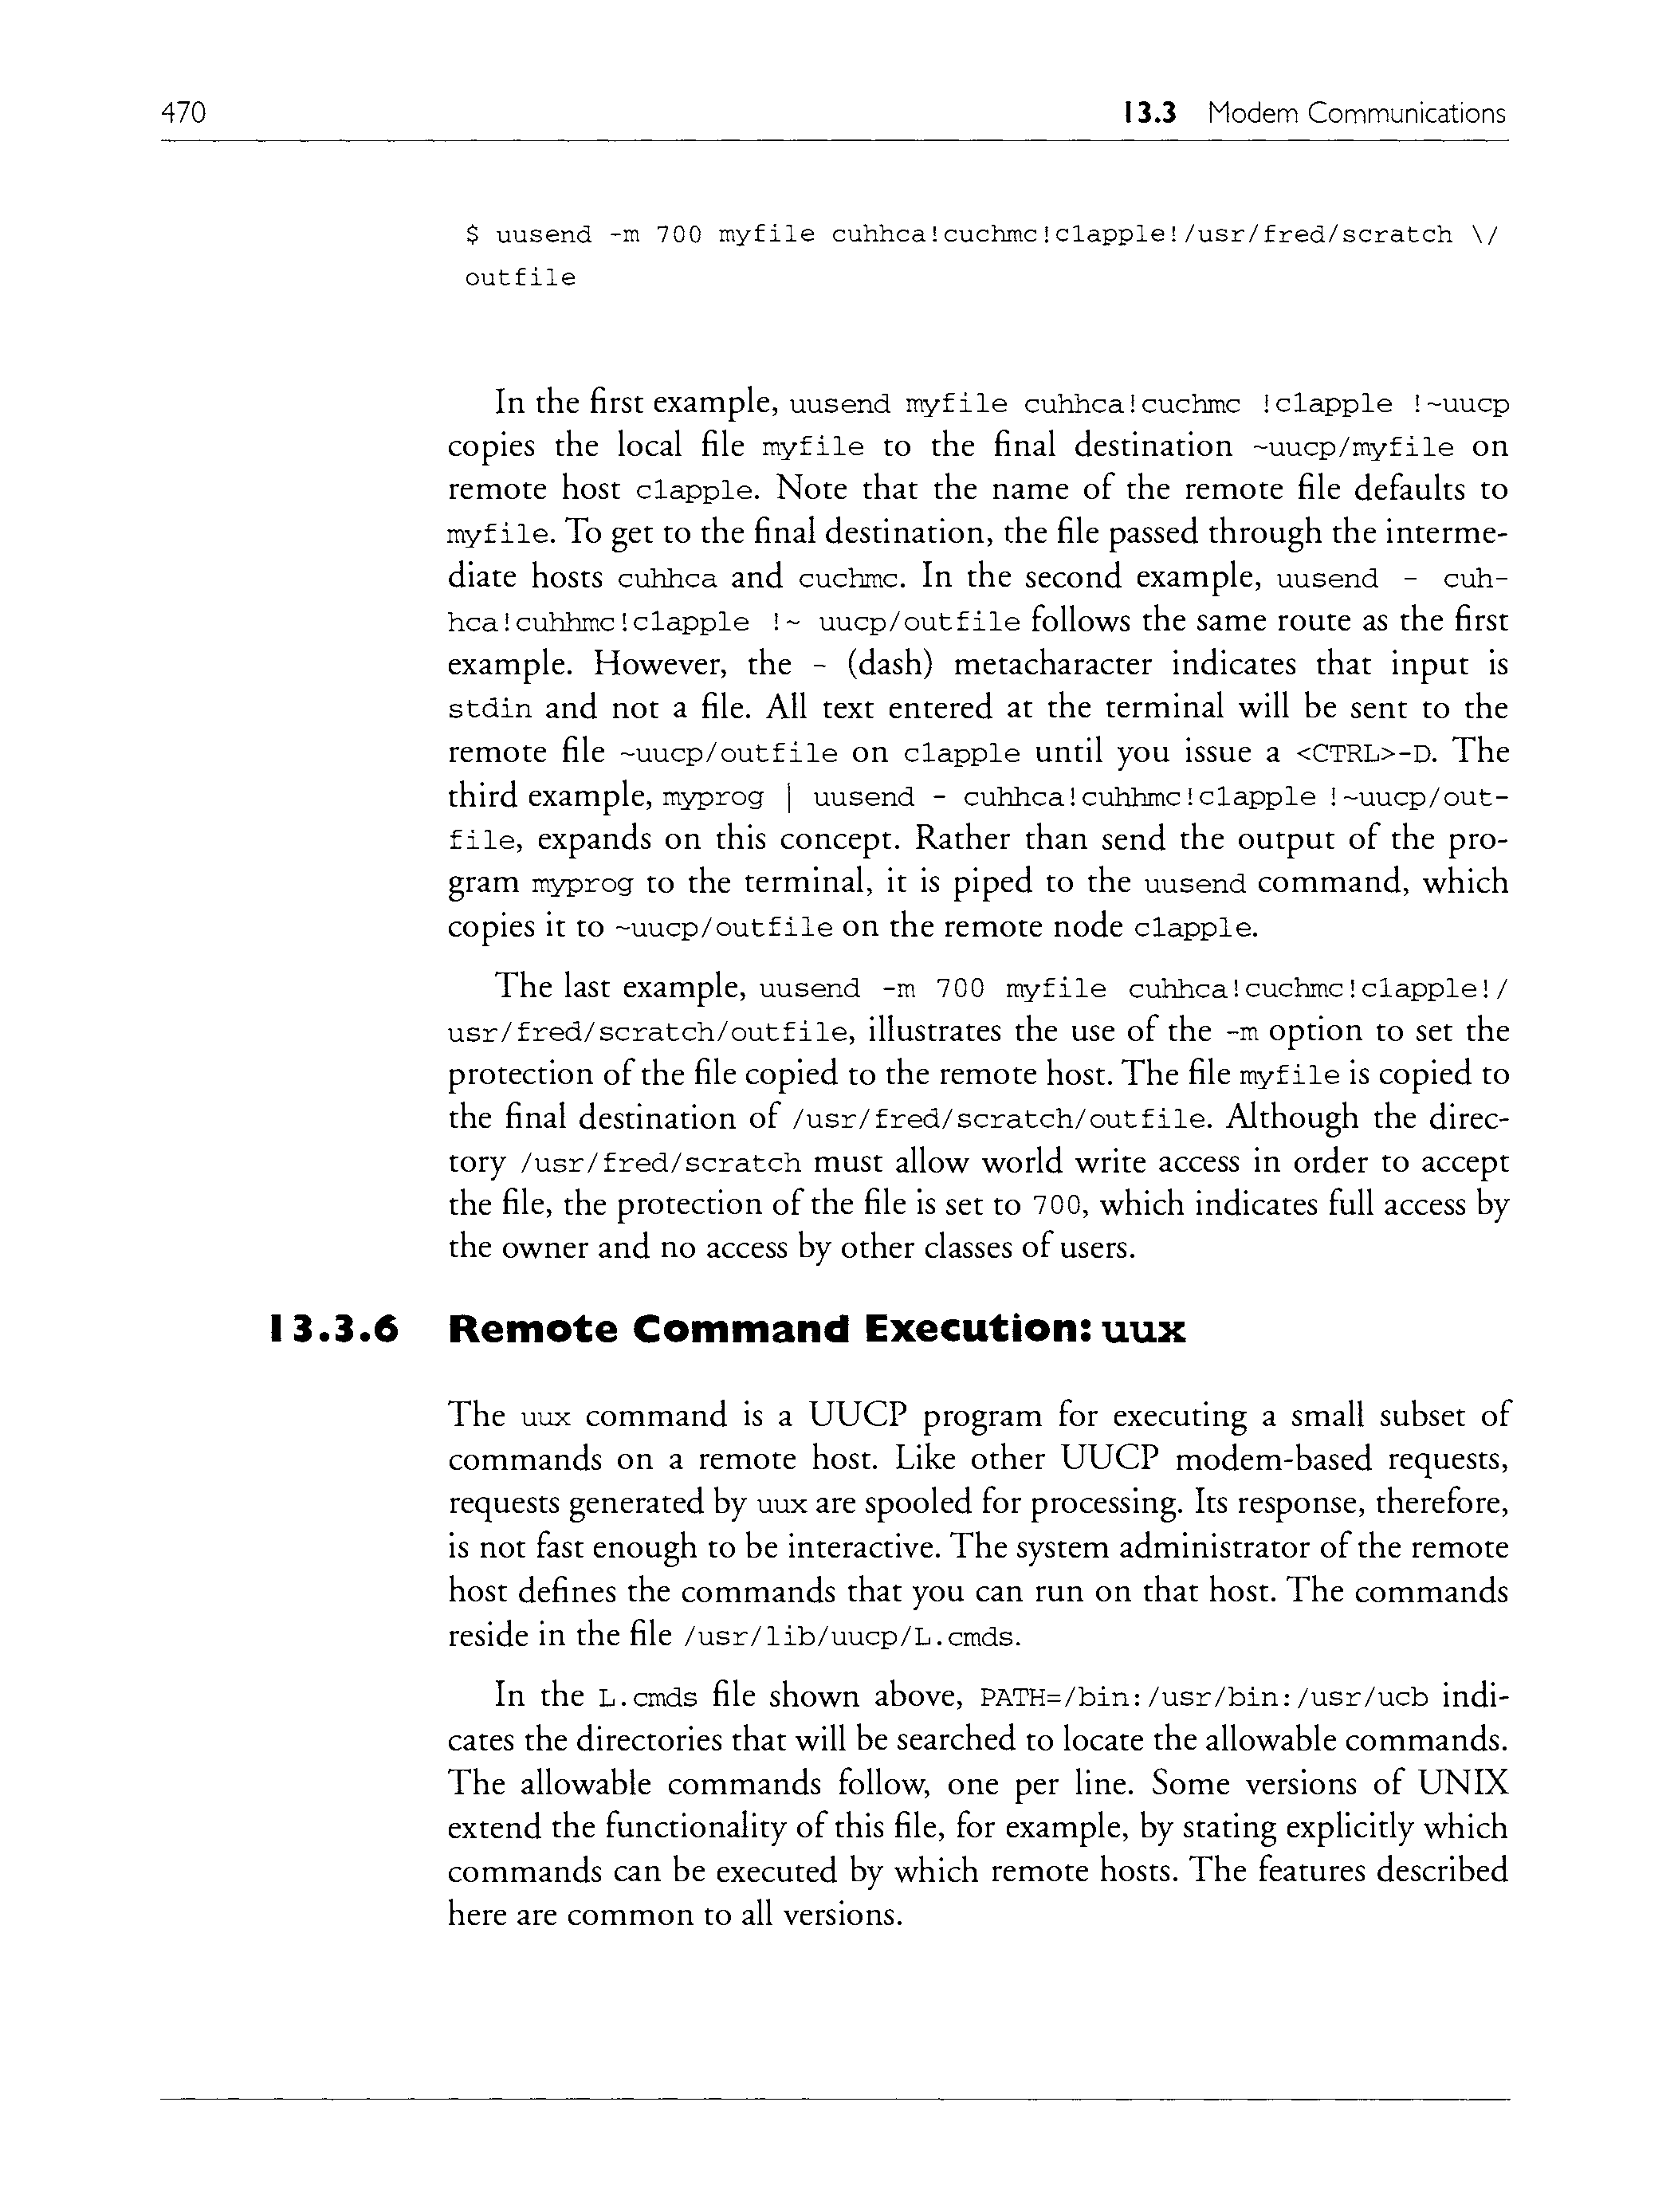 470
13.3 Modem Communications
$ uusend -m 700 myfile cuhhca!cuchmc!clapple!/usr/fred/scratch \/
outfile
In the first example, uusend myfile cuhhca!cuchmc !clapple !~uucp
copies the local file myfile to the final destination ~uucp/myfile on
remote host clapple. Note that the name of the remote file defaults to
myfile. To get to the final destination, the file passed through the interme-
diate hosts cuhhca and cuchmc. In the second example, uusend - cuh-
hca!cuhhmc!clapple !~ uucp/outfile follows the same route as the first
example. However, the - (dash) metacharacter indicates that input is
stdin and not a file. All text entered at the terminal will be sent to the
remote file ~uucp/outfile on clapple until you issue a <CTRL>-D. The
third example, myprog | uusend - cuhhca!cuhhmc!clapple !~uucp/out-
file, expands on this concept. Rather than send the output of the pro-
gram myprog to the terminal, it is piped to the uusend command, which
copies it to ~uucp/outfile on the remote node clapple.
The last example, uusend -m 700 myfile cuhhca!cuchmc!clapple!/
usr/fred/scratch/outfile, illustrates the use of the -m option to set the
protection of the file copied to the remote host. The file myfile is copied to
the final destination of /usr/fred/scratch/outfile. Although the direc-
tory /usr/fred/scratch must allow world write access in order to accept
the file, the protection of the file is set to 700, which indicates full access by
the owner and no access by other classes of users.
13.3.6 Remote Command Execution: uux
The uux command is a UUCP program for executing a small subset of
commands on a remote host. Like other UUCP modem-based requests,
requests generated by uux are spooled for processing. Its response, therefore,
is not fast enough to be interactive. The system administrator of the remote
host defines the commands that you can run on that host. The commands
reside in the file /usr/lib/uucp/L.cmds.
In the L.cmds file shown above, PATH=/bin:/usr/bin:/usr/ucb indi-
cates the directories that will be searched to locate the allowable commands.
The allowable commands follow, one per line. Some versions of UNIX
extend the functionality of this file, for example, by stating explicitly which
commands can be executed by which remote hosts. The features described
here are common to all versions.